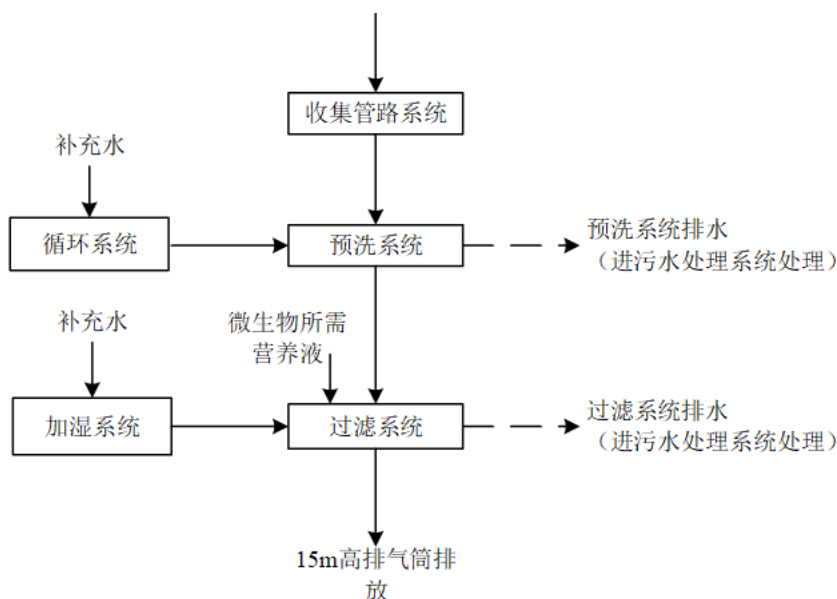 收集管路系统
补充水
循环系统
预洗系统
预洗系统排水
（进污水处理系统处理）
补充水
微生物所需
营养液
加湿系统
过滤系统
过滤系统排水
（进污水处理系统处理）
15m高排气筒排
放